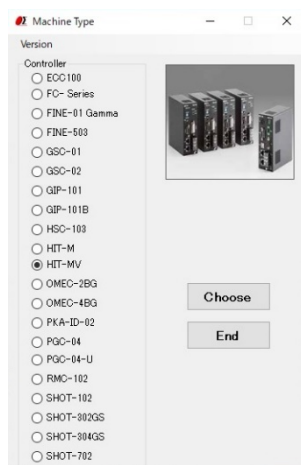 Machine Type
Version
Controller
ECC100
FC- Series
FINE-01 Gamma
FINE-503
GSC-01
GSC-02
GIP-101
GIP-101B
HSC-103
HIT-M
HIT-MV
OMEC-2BG
OMEC-4BG
PKA-ID-02
PGC-04
PGC-04-U
RMC-102
SHOT-102
SHOT-302GS
SHOT-304GS
SHOT-702
Choose
End